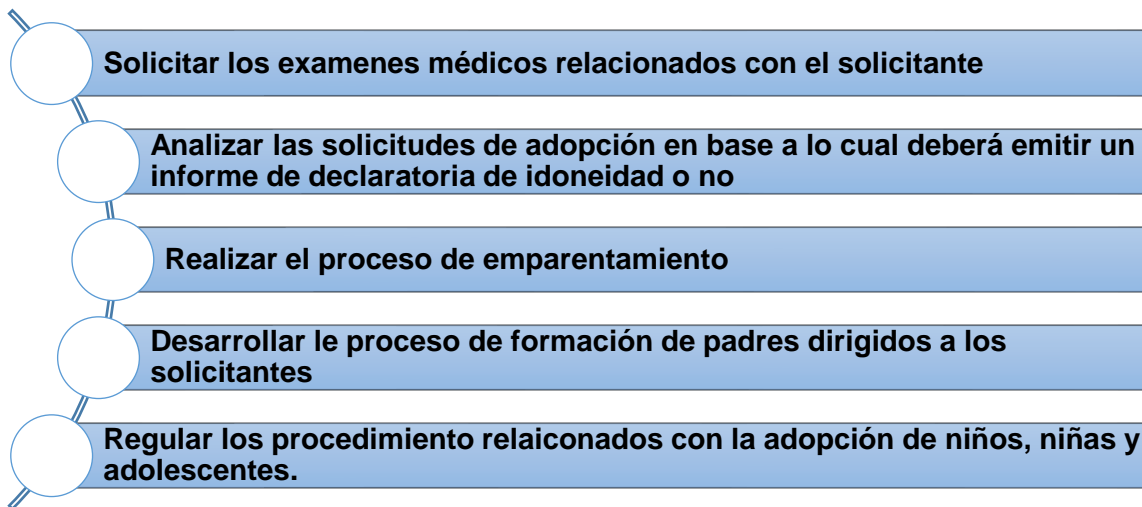 Solicitar los examenes médicos relacionados con el solicitante
Analizar las solicitudes de adopción en base a lo cual deberá emitir un
informe de declaratoria de idoneidad o no
Realizar el proceso de emparentamiento
Desarrollar le proceso de formación de padres dirigidos a los
solicitantes
Regular los procedimiento relaiconados con la adopción de niños, niñas y
adolescentes.